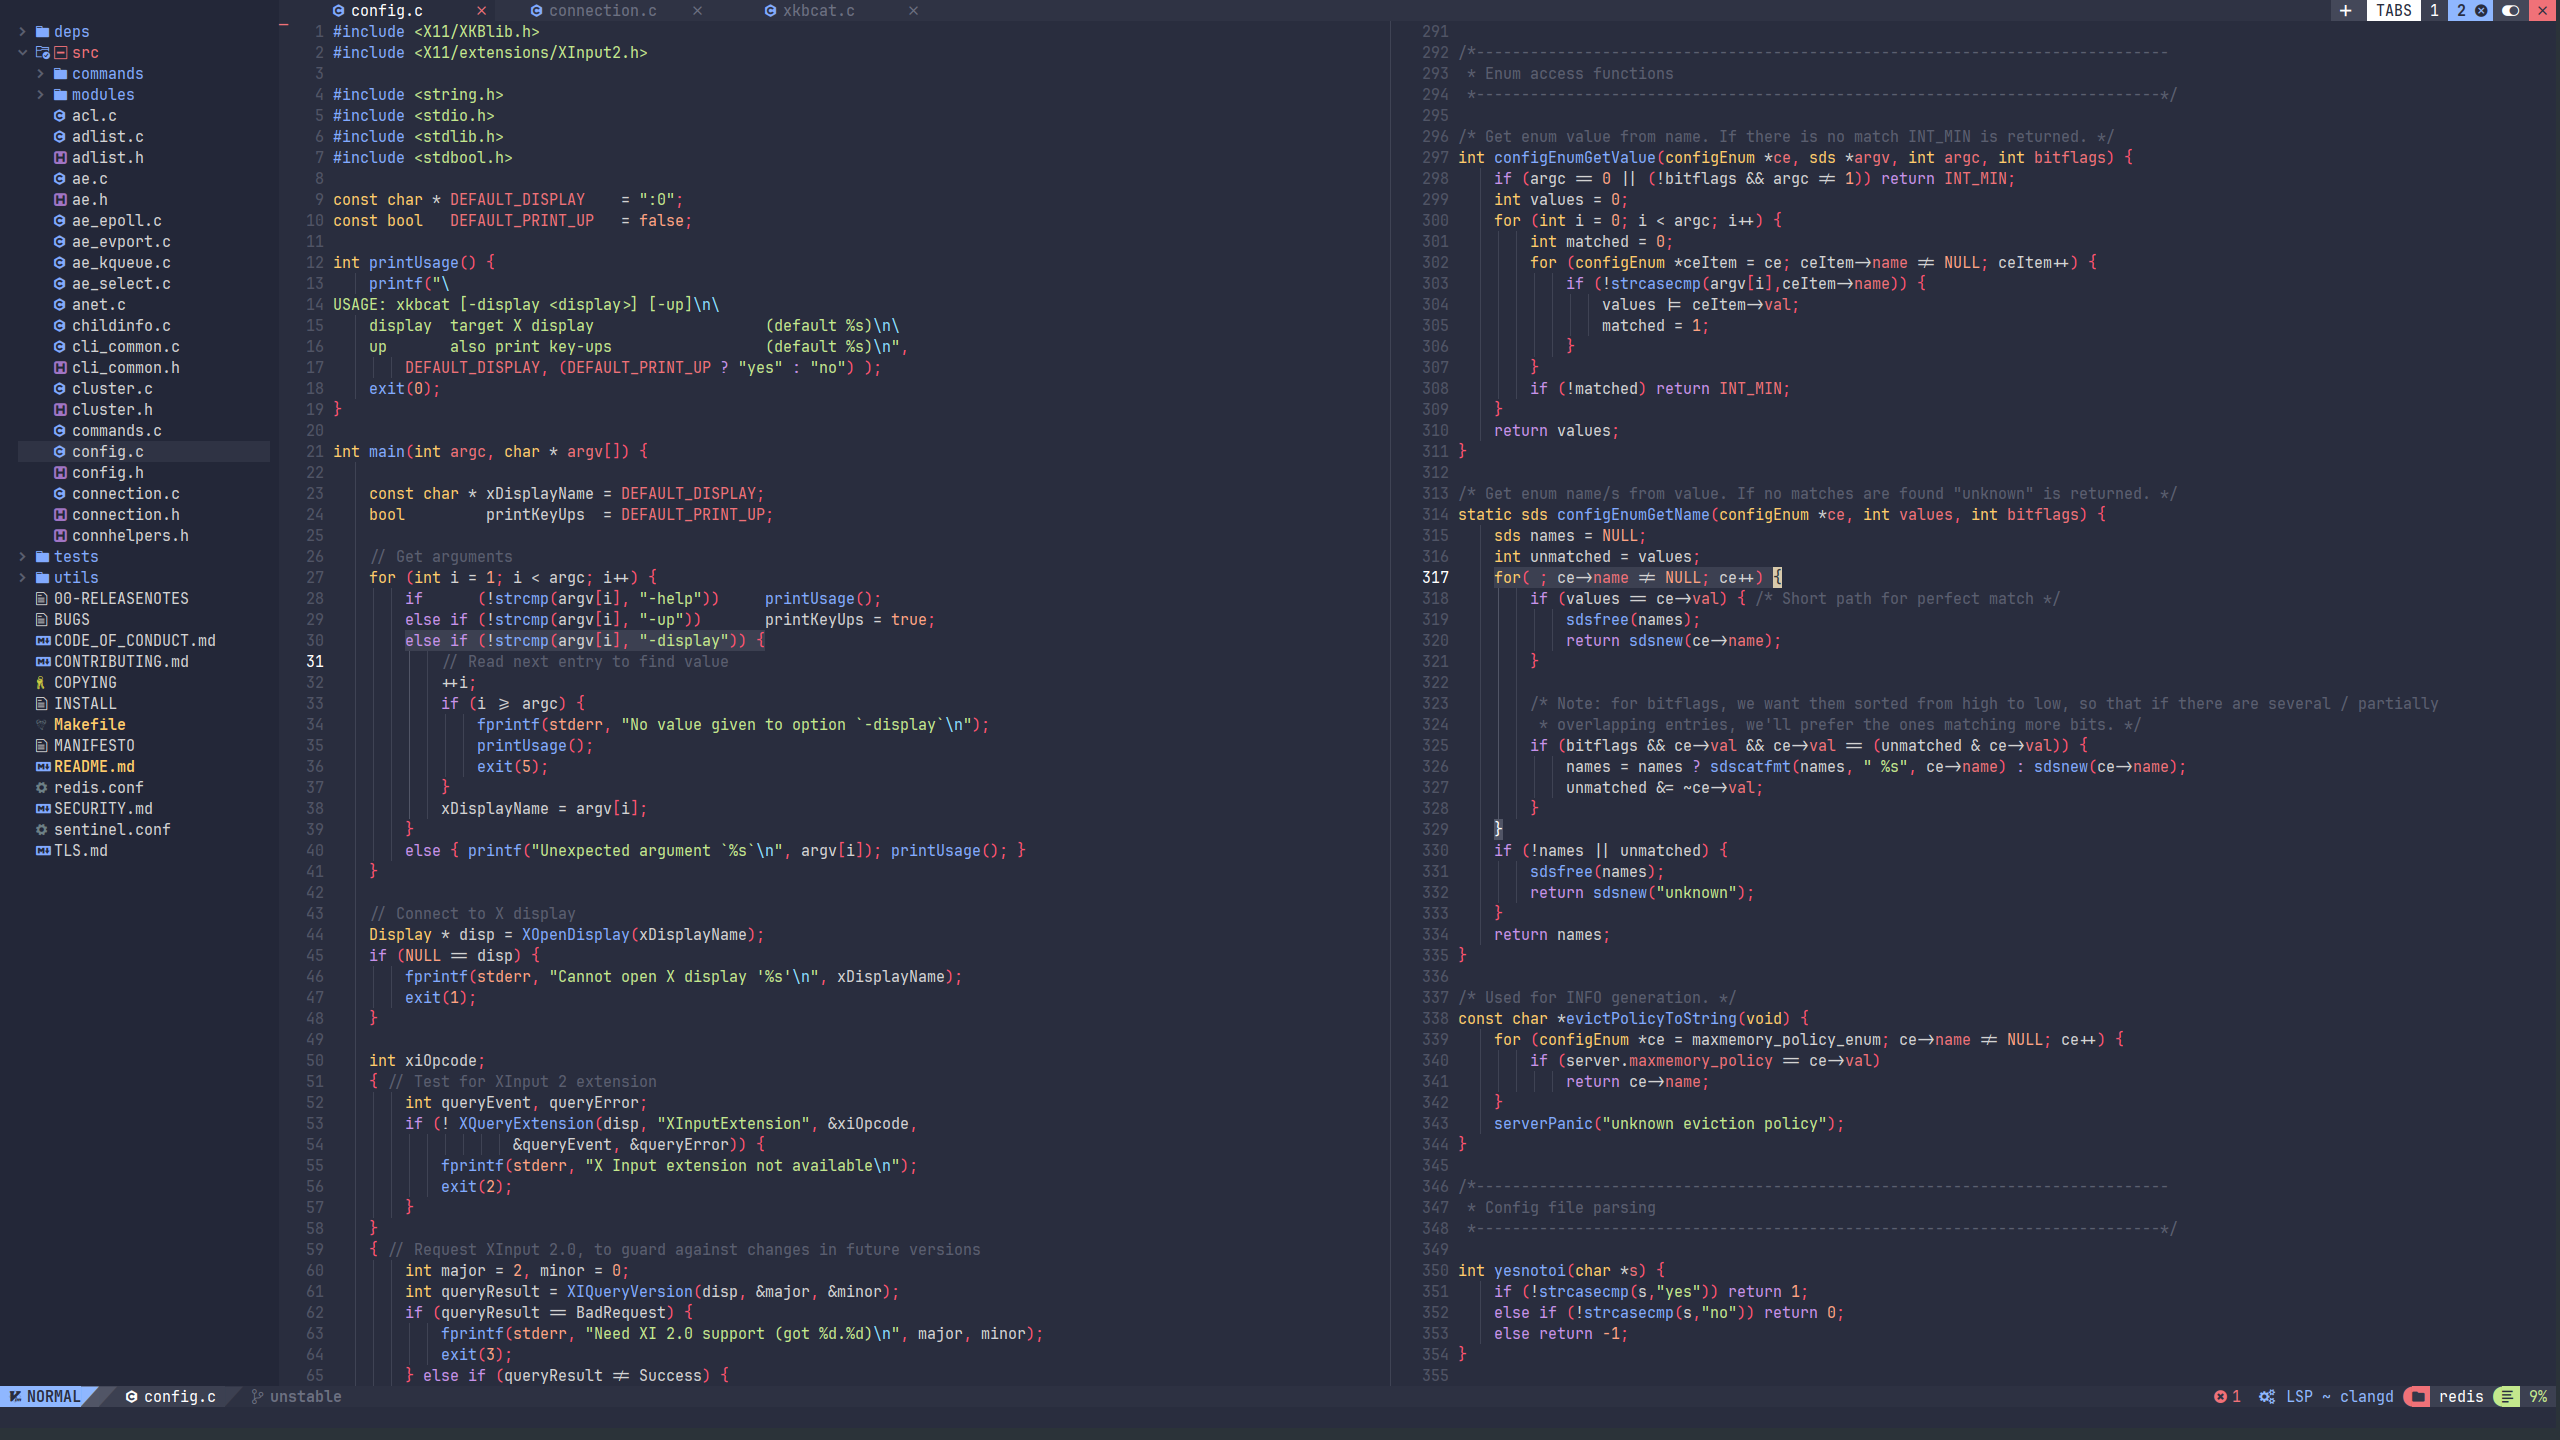 config.c × connection.c × xkbcat.c × + TABS 1 2
deps
src
commands
modules
acl.c
adlist.c
adlist.h
ae.c
ae.h
ae_epoll.c
ae_evport.c
ae_kqueue.c
ae_select.c
anet.c
childinfo.c
cli_common.c
cli_common.h
cluster.c
cluster.h
commands.c
config.c
config.h
connection.c
connection.h
connhelpers.h
tests
utils
00-RELEASENOTES
BUGS
CODE_OF_CONDUCT.md
CONTRIBUTING.md
COPYING
INSTALL
Makefile
MANIFESTO
README.md
redis.conf
SECURITY.md
sentinel.conf
TLS.md
1 #include <X11/XKBlib.h>
2 #include <X11/extensions/XInput2.h>
3
4 #include <string.h>
5 #include <stdio.h>
6 #include <stdlib.h>
7 #include <stdbool.h>
8
9 const char * DEFAULT_DISPLAY    = ":0";
10 const bool   DEFAULT_PRINT_UP   = false;
11
12 int printUsage() {
13     printf("\
14 USAGE: xkbcat [-display <display>] [-up]\n\
15     display  target X display                   (default %s)\n\
16     up       also print key-ups                 (default %s)\n",
17         DEFAULT_DISPLAY, (DEFAULT_PRINT_UP ? "yes" : "no") );
18     exit(0);
19 }
20
21 int main(int argc, char * argv[]) {
22
23     const char * xDisplayName = DEFAULT_DISPLAY;
24     bool         printKeyUps  = DEFAULT_PRINT_UP;
25
26     // Get arguments
27     for (int i = 1; i < argc; i++) {
28         if      (!strcmp(argv[i], "-help"))     printUsage();
29         else if (!strcmp(argv[i], "-up"))       printKeyUps = true;
30         else if (!strcmp(argv[i], "-display")) {
31             // Read next entry to find value
32             ++i;
33             if (i >= argc) {
34                 fprintf(stderr, "No value given to option `-display`\n");
35                 printUsage();
36                 exit(5);
37             }
38             xDisplayName = argv[i];
39         }
40         else { printf("Unexpected argument `%s`\n", argv[i]); printUsage(); }
41     }
42
43     // Connect to X display
44     Display * disp = XOpenDisplay(xDisplayName);
45     if (NULL == disp) {
46         fprintf(stderr, "Cannot open X display '%s'\n", xDisplayName);
47         exit(1);
48     }
49
50     int xiOpcode;
51     { // Test for XInput 2 extension
52         int queryEvent, queryError;
53         if (! XQueryExtension(disp, "XInputExtension", &xiOpcode,
54                     &queryEvent, &queryError)) {
55             fprintf(stderr, "X Input extension not available\n");
56             exit(2);
57         }
58     }
59     { // Request XInput 2.0, to guard against changes in future versions
60         int major = 2, minor = 0;
61         int queryResult = XIQueryVersion(disp, &major, &minor);
62         if (queryResult == BadRequest) {
63             fprintf(stderr, "Need XI 2.0 support (got %d.%d)\n", major, minor);
64             exit(3);
65         } else if (queryResult != Success) {
291
292 /*-----------------------------------------------------------------------------
293  * Enum access functions
294  *----------------------------------------------------------------------------*/
295
296 /* Get enum value from name. If there is no match INT_MIN is returned. */
297 int configEnumGetValue(configEnum *ce, sds *argv, int argc, int bitflags) {
298     if (argc == 0 || (!bitflags && argc != 1)) return INT_MIN;
299     int values = 0;
300     for (int i = 0; i < argc; i++) {
301         int matched = 0;
302         for (configEnum *ceItem = ce; ceItem->name != NULL; ceItem++) {
303             if (!strcasecmp(argv[i],ceItem->name)) {
304                 values |= ceItem->val;
305                 matched = 1;
306             }
307         }
308         if (!matched) return INT_MIN;
309     }
310     return values;
311 }
312
313 /* Get enum name/s from value. If no matches are found "unknown" is returned. */
314 static sds configEnumGetName(configEnum *ce, int values, int bitflags) {
315     sds names = NULL;
316     int unmatched = values;
317     for( ; ce->name != NULL; ce++) {
318         if (values == ce->val) { /* Short path for perfect match */
319             sdsfree(names);
320             return sdsnew(ce->name);
321         }
322
323         /* Note: for bitflags, we want them sorted from high to low, so that if there are several / partially
324          * overlapping entries, we'll prefer the ones matching more bits. */
325         if (bitflags && ce->val && ce->val == (unmatched & ce->val)) {
326             names = names ? sdscatfmt(names, " %s", ce->name) : sdsnew(ce->name);
327             unmatched &= ~ce->val;
328         }
329     }
330     if (!names || unmatched) {
331         sdsfree(names);
332         return sdsnew("unknown");
333     }
334     return names;
335 }
336
337 /* Used for INFO generation. */
338 const char *evictPolicyToString(void) {
339     for (configEnum *ce = maxmemory_policy_enum; ce->name != NULL; ce++) {
340         if (server.maxmemory_policy == ce->val)
341             return ce->name;
342     }
343     serverPanic("unknown eviction policy");
344 }
345
346 /*-----------------------------------------------------------------------------
347  * Config file parsing
348  *----------------------------------------------------------------------------*/
349
350 int yesnotoi(char *s) {
351     if (!strcasecmp(s,"yes")) return 1;
352     else if (!strcasecmp(s,"no")) return 0;
353     else return -1;
354 }
355
NORMAL config.c unstable 1 LSP ~ clangd redis 9%